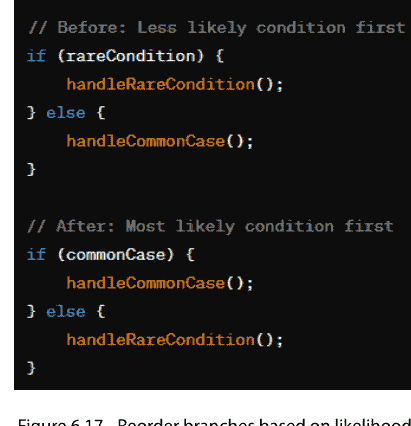 // Before: Less likely condition first
if (rareCondition) {
    handleRareCondition();
} else {
    handleCommonCase();
}
// After: Most likely condition first
if (commonCase) {
    handleCommonCase();
} else {
    handleRareCondition();
}
Figure 6.17 Reorder branches based on likelihood